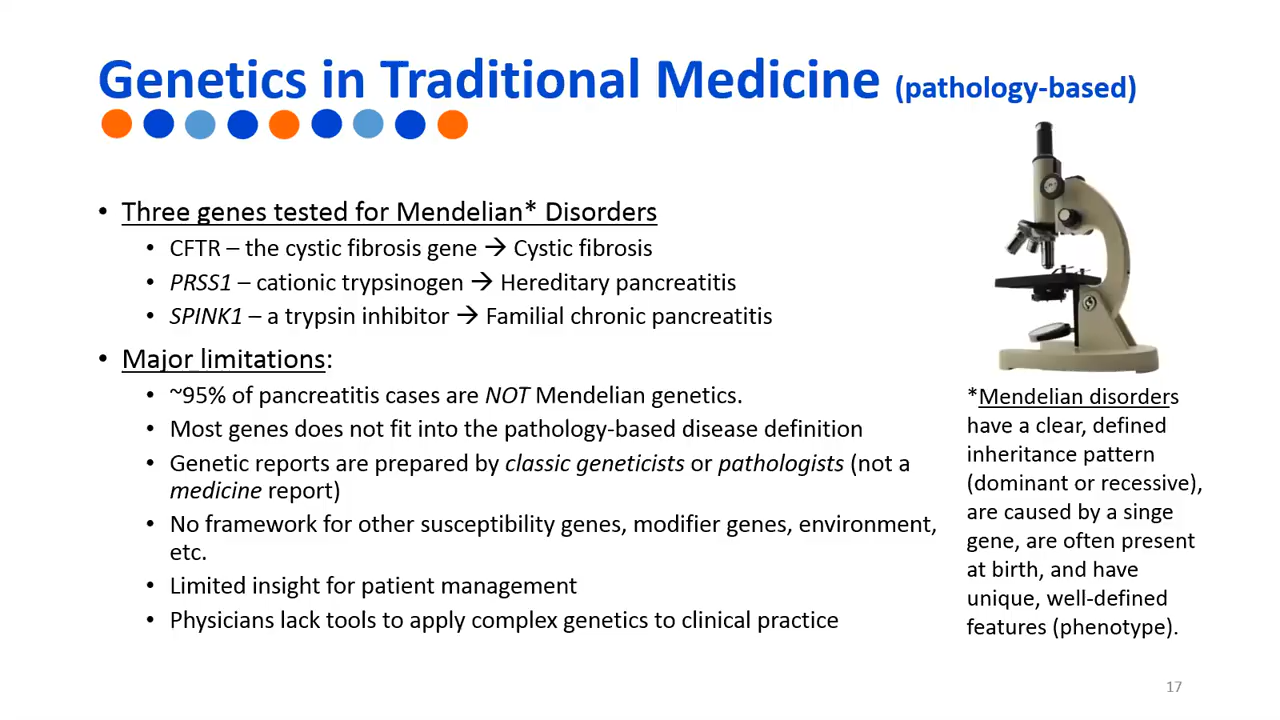 Genetics in Traditional Medicine (pathology-based)
• Three genes tested for Mendelian* Disorders
• CFTR – the cystic fibrosis gene → Cystic fibrosis
• PRSS1 – cationic trypsinogen → Hereditary pancreatitis
• SPINK1 – a trypsin inhibitor → Familial chronic pancreatitis
• Major limitations:
• ~95% of pancreatitis cases are NOT Mendelian genetics.
• Most genes does not fit into the pathology-based disease definition
• Genetic reports are prepared by classic geneticists or pathologists (not a
medicine report)
• No framework for other susceptibility genes, modifier genes, environment,
etc.
• Limited insight for patient management
• Physicians lack tools to apply complex genetics to clinical practice
*Mendelian disorders
have a clear, defined
inheritance pattern
(dominant or recessive),
are caused by a singe
gene, are often present
at birth, and have
unique, well-defined
features (phenotype).
17